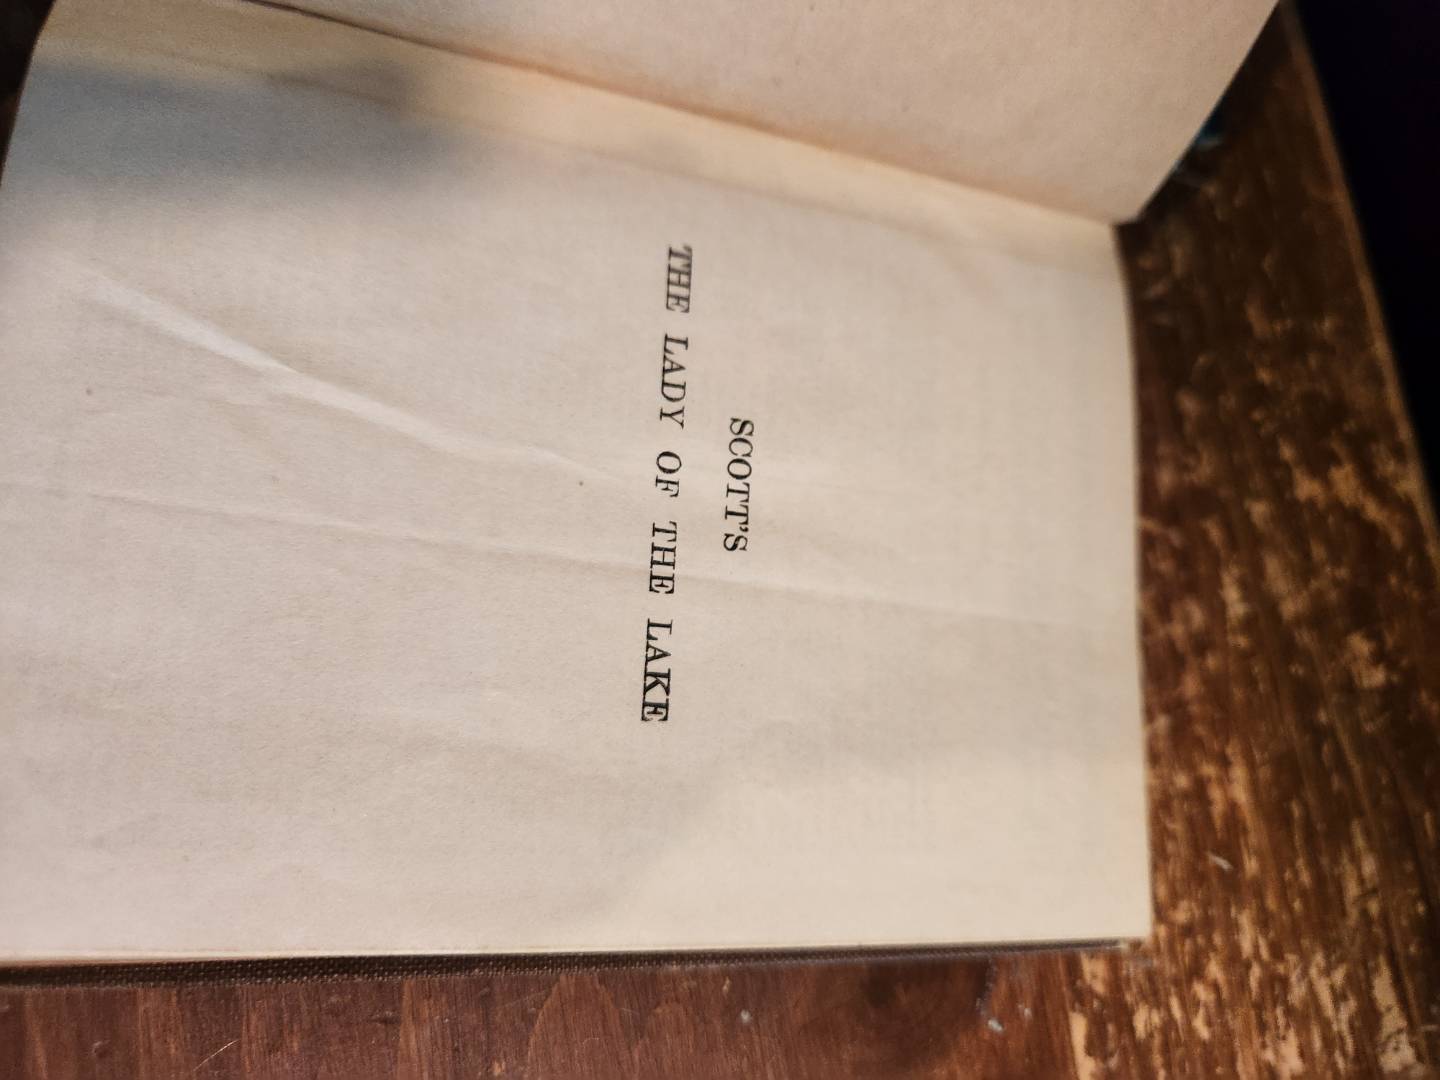 SCOTT'S
THE LADY OF THE LAKE